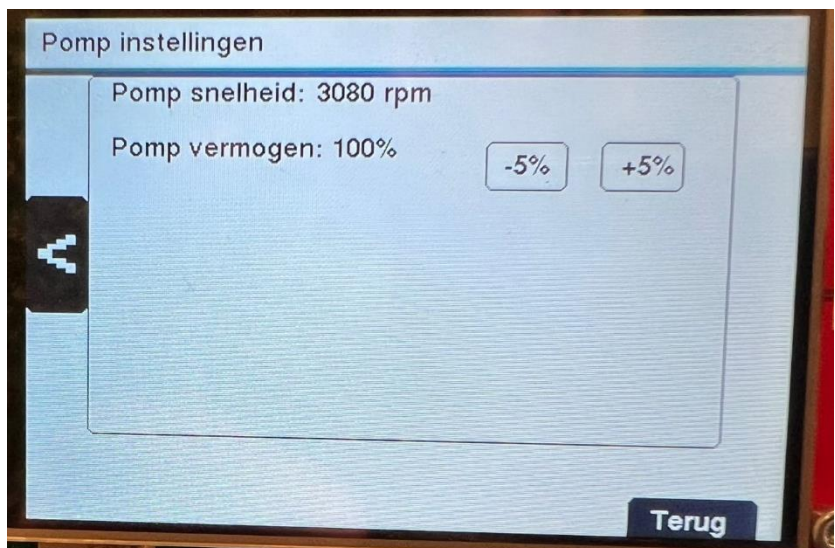 Pomp instellingen
Pomp snelheid: 3080 rpm
Pomp vermogen: 100%
-5%
+5%
<
Terug